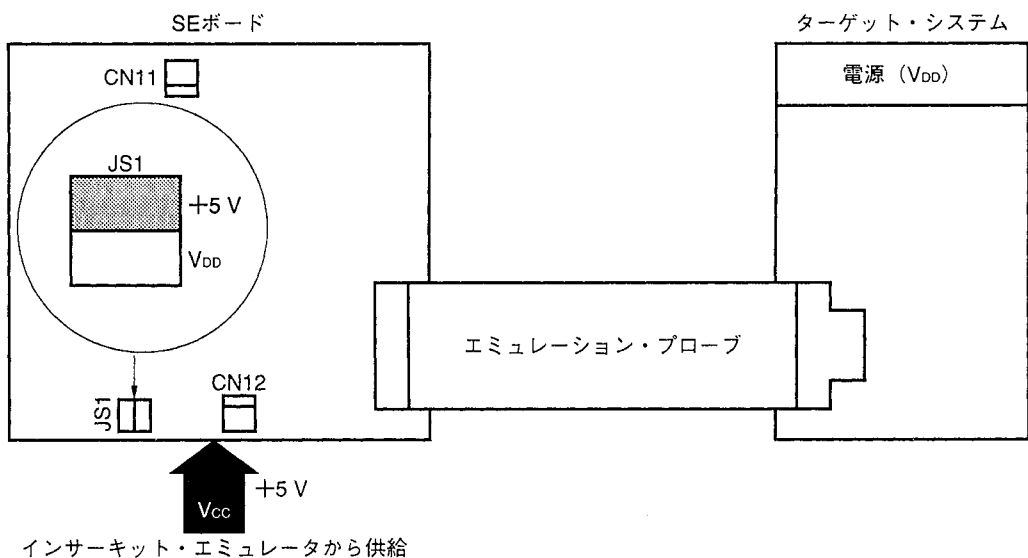 SEボード
ターゲット・システム
CN11
電源（VDD）
JS1
+5 V
VDD
エミュレーション・プローブ
JS1
CN12
+5 V
VCC
インサーキット・エミュレータから供給